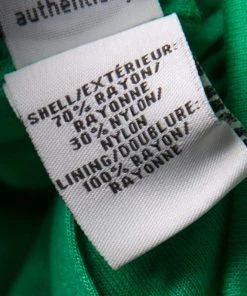 authentic
SHELL/EXTÉRIEUR:
70% RAYON/
RAYONNE
30% NYLON/
NYLON
LINING/DOUBLURE:
100% RAYON/
RAYONNE